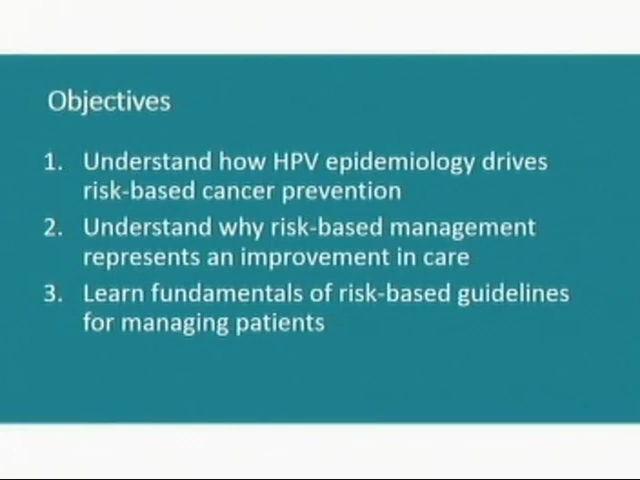 Objectives
1. Understand how HPV epidemiology drives
risk-based cancer prevention
2. Understand why risk-based management
represents an improvement in care
3. Learn fundamentals of risk-based guidelines
for managing patients